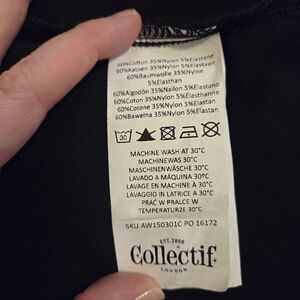 60%Cotton 35%Nylon 5%Elastane
60%Katoen 35%Nylon 5%Elastaan
60%Baumwolle 35%Nylon
5%Elasthan
60%Algodón 35%Nailon 5%Elastano
60%Coton 35%Nylon 5%Élasthanne
60%Cotone 35%Nylon 5%Elastan
60%Bawełna 35%Nylon 5%Elastan
30
MACHINE WASH AT 30°C
MACHINEWAS 30°C
MASCHINENWÄSCHE 30°C
LAVADO A MÁQUINA 30°C
LAVAGE EN MACHINE À 30°C
LAVAGGIO IN LATRICE A 30°C
PRAĆ W PRALCE W
TEMPERATURZE 30°C
SKU AW150301C PO 16172
EST. 2000
Collectif
LONDON